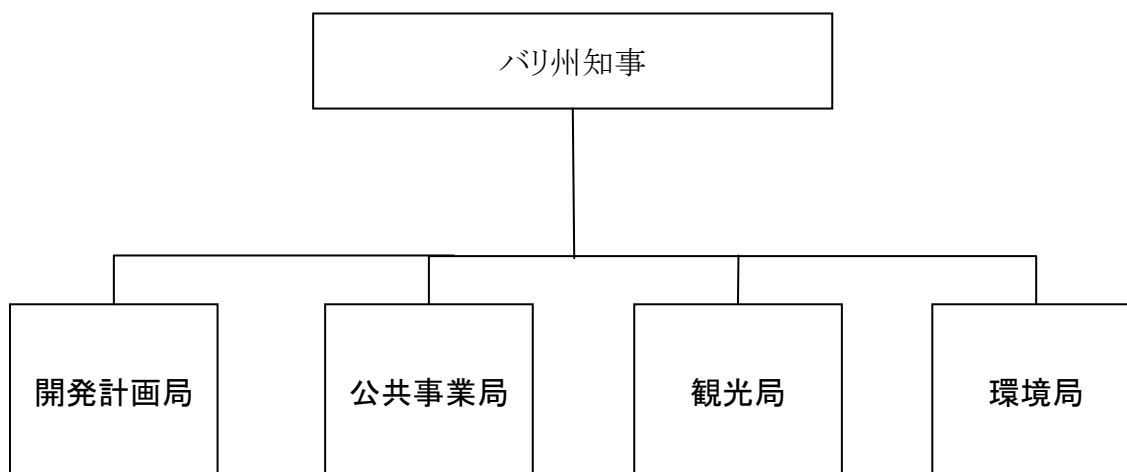 バリ州知事
開発計画局
公共事業局
観光局
環境局